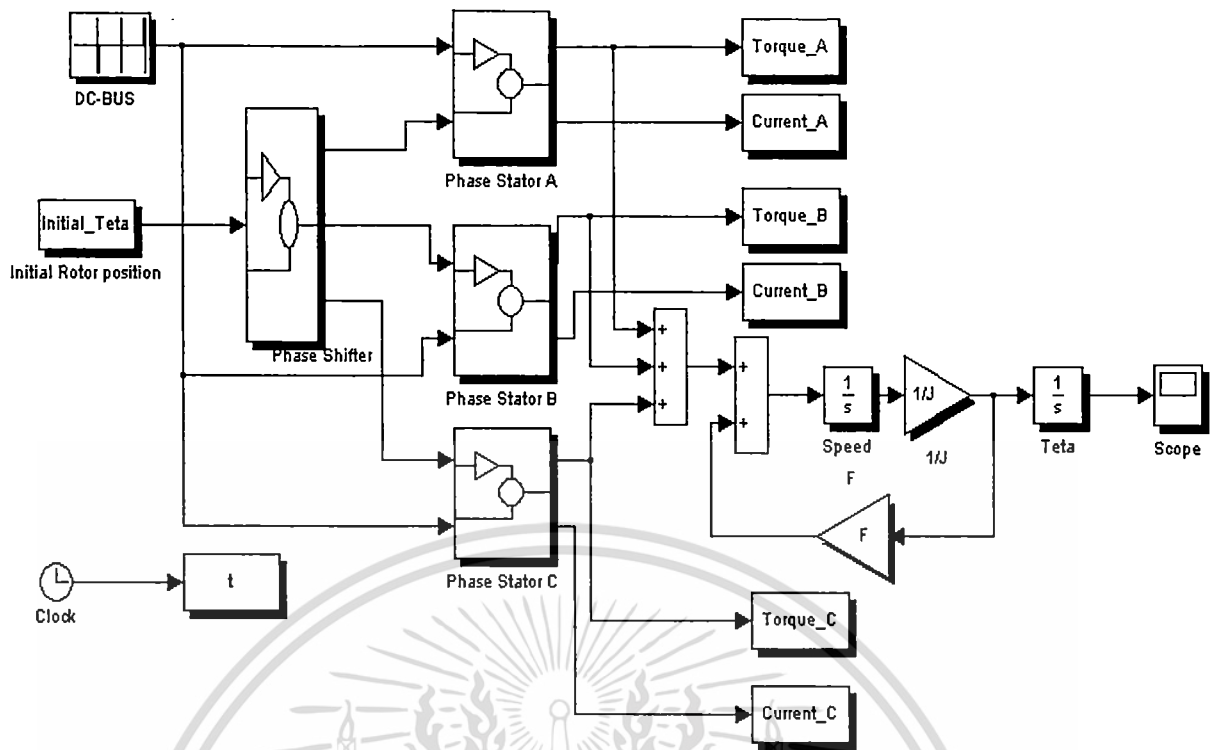 DC-BUS
Initial_Teta
Initial Rotor position
Phase Shifter
Phase Stator A
Phase Stator B
Phase Stator C
Torque_A
Current_A
Torque_B
Current_B
+
+
+
+
+
1
s
Speed
1/J
1/J
1
s
Teta
Scope
F
F
t
Clock
Torque_C
Current_C